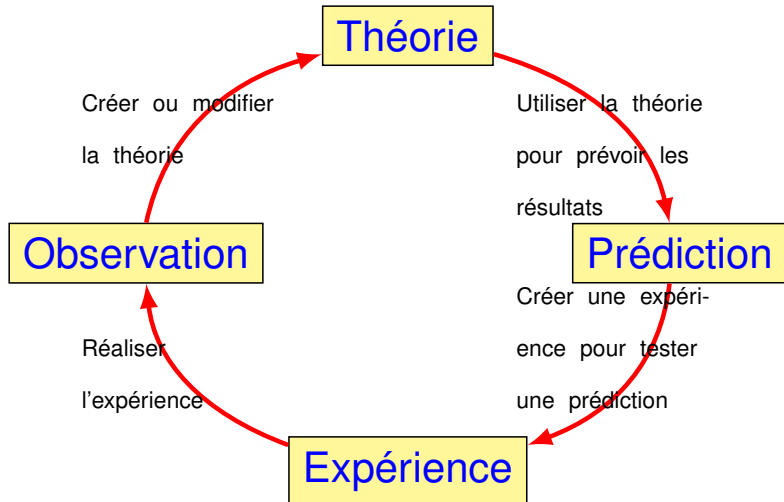 Théorie
Créer ou modifier
la théorie
Utiliser la théorie
pour prévoir les
résultats
Observation
Prédiction
Réaliser
l'expérience
Créer une expéri-
ence pour tester
une prédiction
Expérience